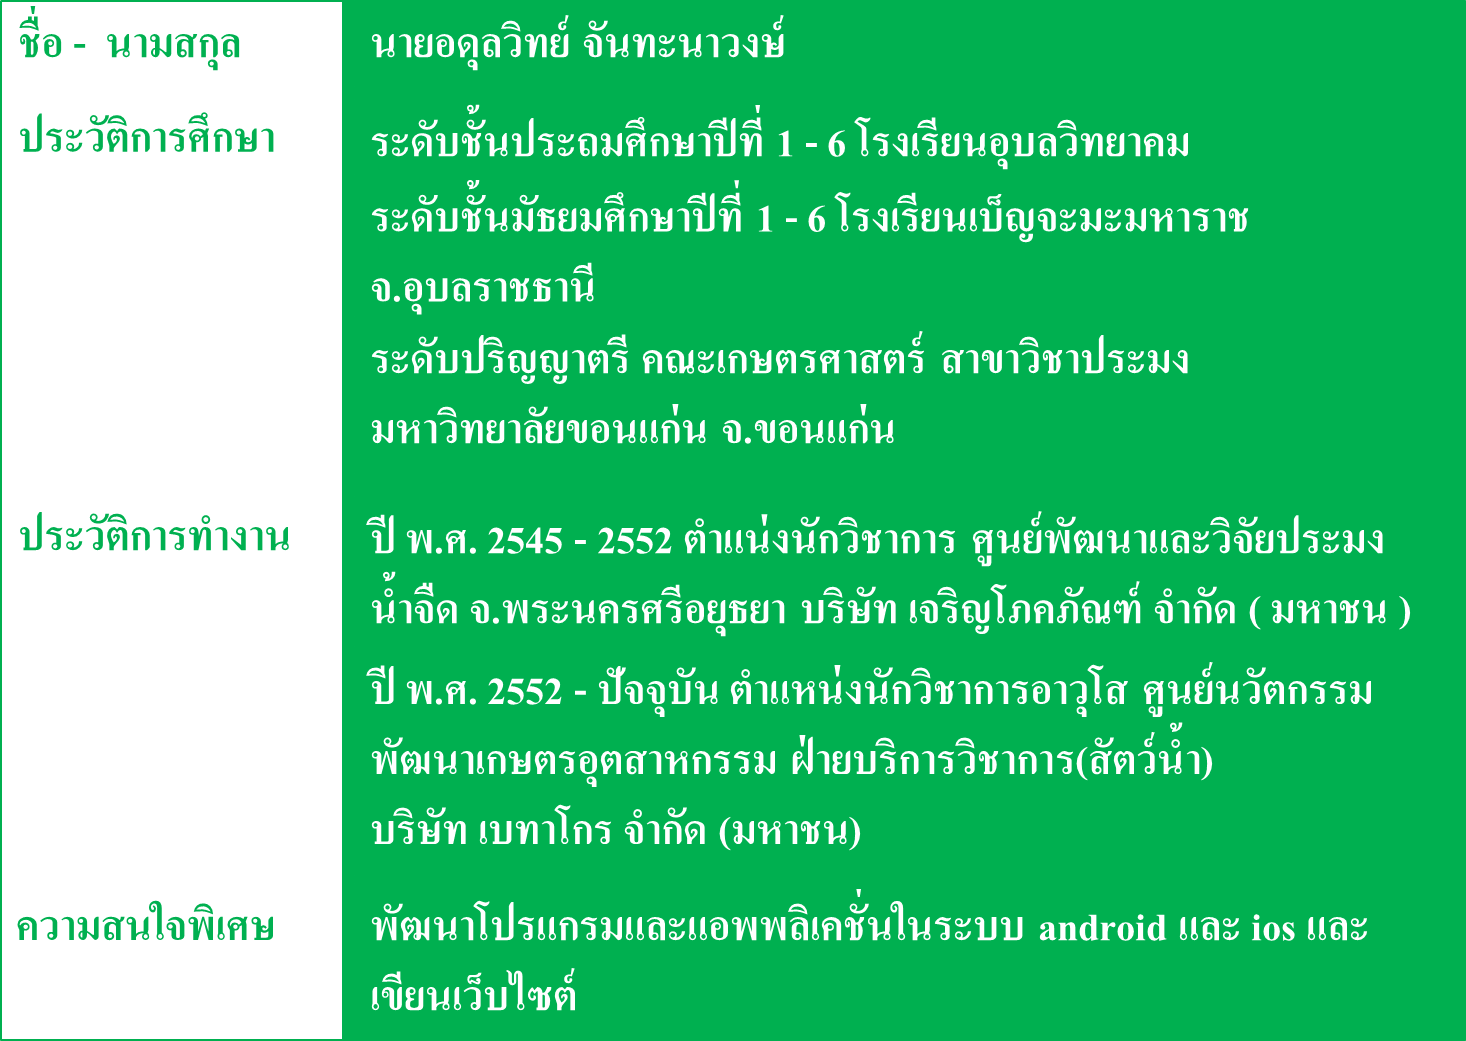 ชื่อ - นามสกุล นายอดุลวิทย์ จันทะนาวงษ์
ประวัติการศึกษา ระดับชั้นประถมศึกษาปีที่ 1 - 6 โรงเรียนอุบลวิทยาคม
ระดับชั้นมัธยมศึกษาปีที่ 1 - 6 โรงเรียนเบ็ญจะมะมหาราช
จ.อุบลราชธานี
ระดับปริญญาตรี คณะเกษตรศาสตร์ สาขาวิชาประมง
มหาวิทยาลัยขอนแก่น จ.ขอนแก่น
ประวัติการทำงาน ปี พ.ศ. 2545 - 2552 ตำแน่งนักวิชาการ ศูนย์พัฒนาและวิจัยประมง
น้ำจืด จ.พระนครศรีอยุธยา บริษัท เจริญโภคภัณฑ์ จำกัด ( มหาชน )
ปี พ.ศ. 2552 - ปัจจุบัน ตำแหน่งนักวิชาการอาวุโส ศูนย์นวัตกรรม
พัฒนาเกษตรอุตสาหกรรม ฝ่ายบริการวิชาการ(สัตว์น้ำ)
บริษัท เบทาโกร จำกัด (มหาชน)
ความสนใจพิเศษ พัฒนาโปรแกรมและแอพพลิเคชั่นในระบบ android และ ios และ
เขียนเว็บไซต์